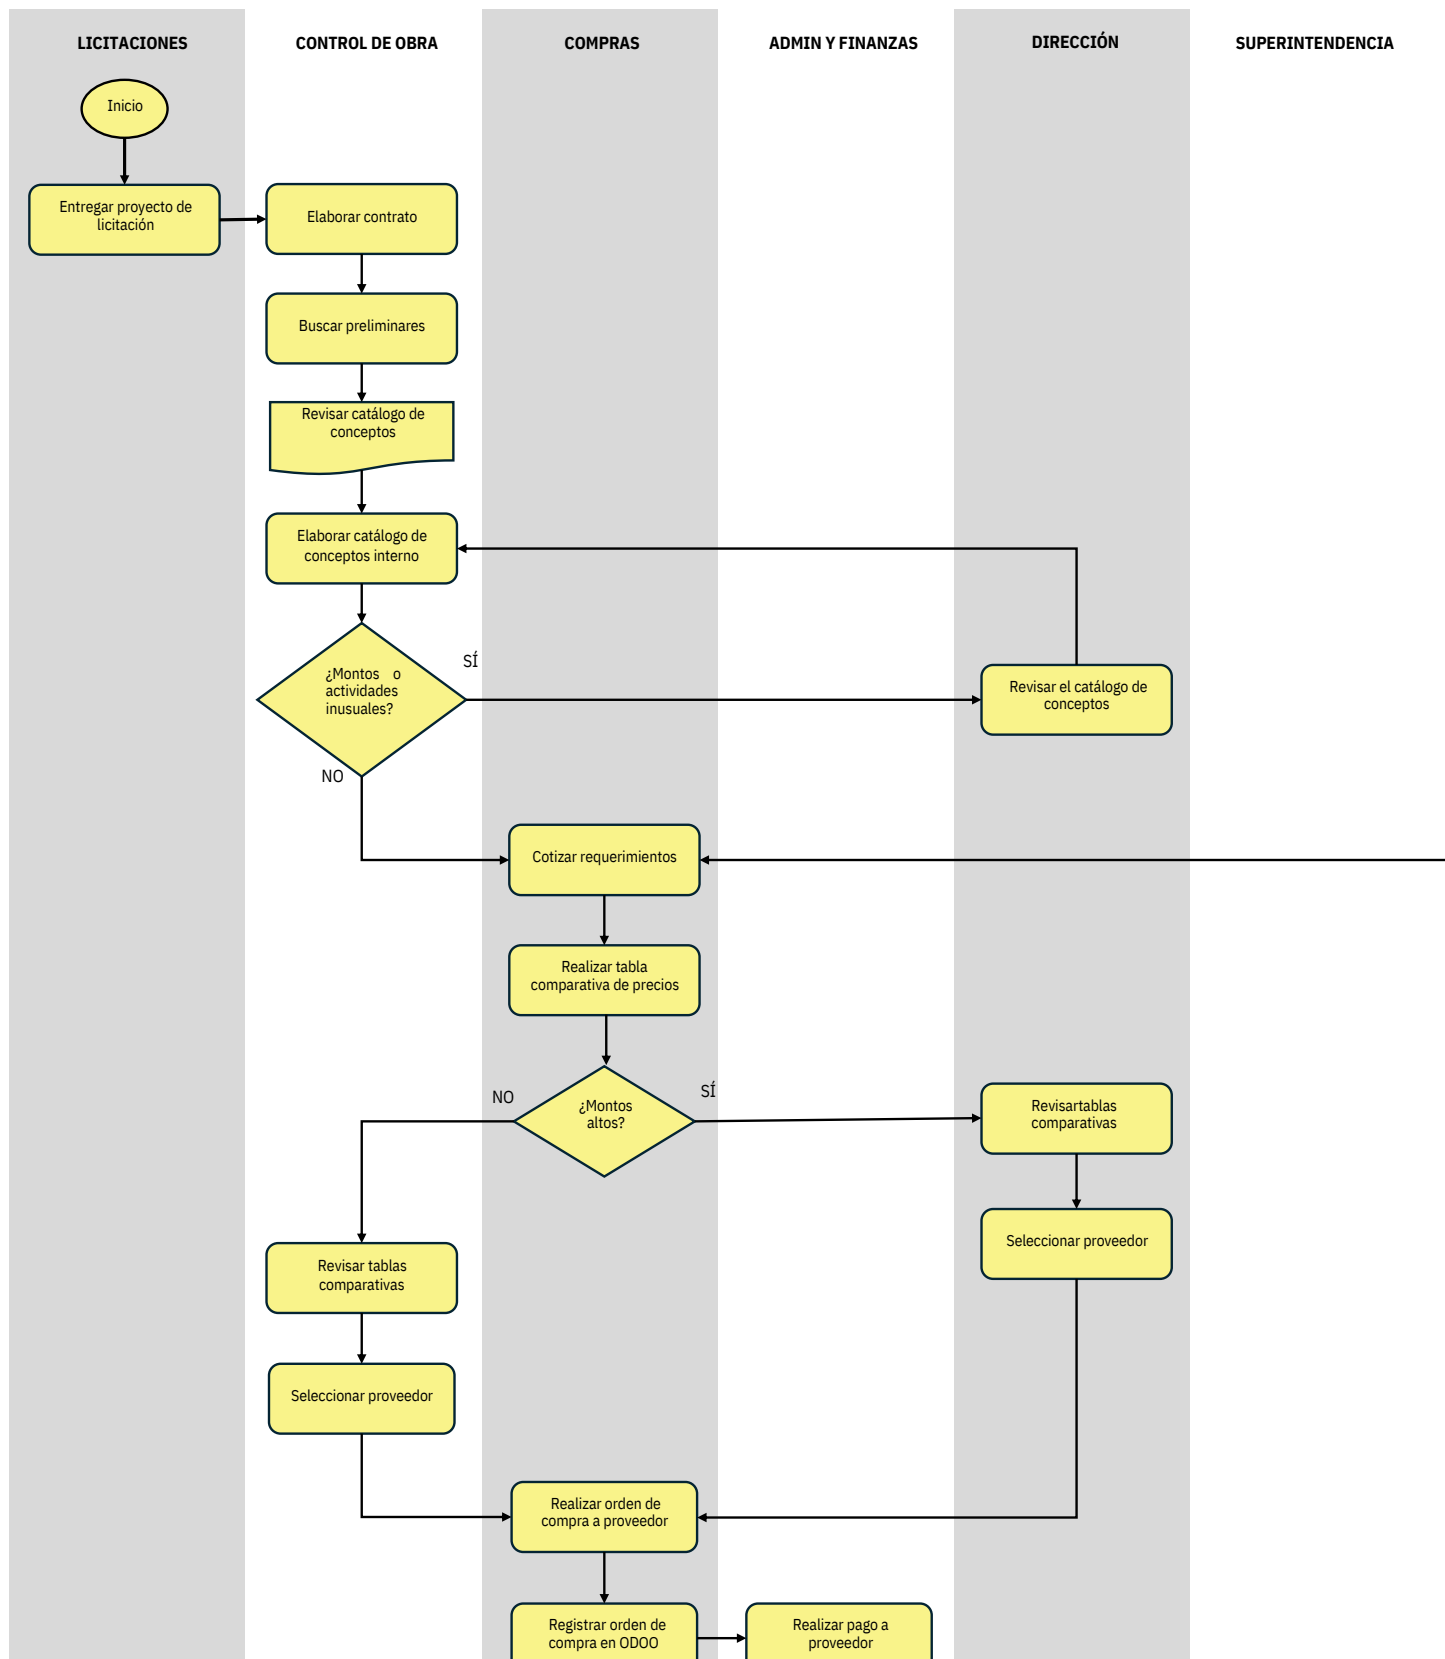 LICITACIONES
CONTROL DE OBRA
COMPRAS
ADMIN Y FINANZAS
DIRECCIÓN
SUPERINTENDENCIA
Inicio
Entregar proyecto de
licitación
Elaborar contrato
Buscar preliminares
Revisar catálogo de
conceptos
Elaborar catálogo de
conceptos interno
¿Montos o
actividades
inusuales?
SÍ
NO
Revisar el catálogo de
conceptos
Cotizar requerimientos
Realizar tabla
comparativa de precios
¿Montos
altos?
NO
SÍ
Revisartablas
comparativas
Seleccionar proveedor
Revisar tablas
comparativas
Seleccionar proveedor
Realizar orden de
compra a proveedor
Registrar orden de
compra en ODOO
Realizar pago a
proveedor